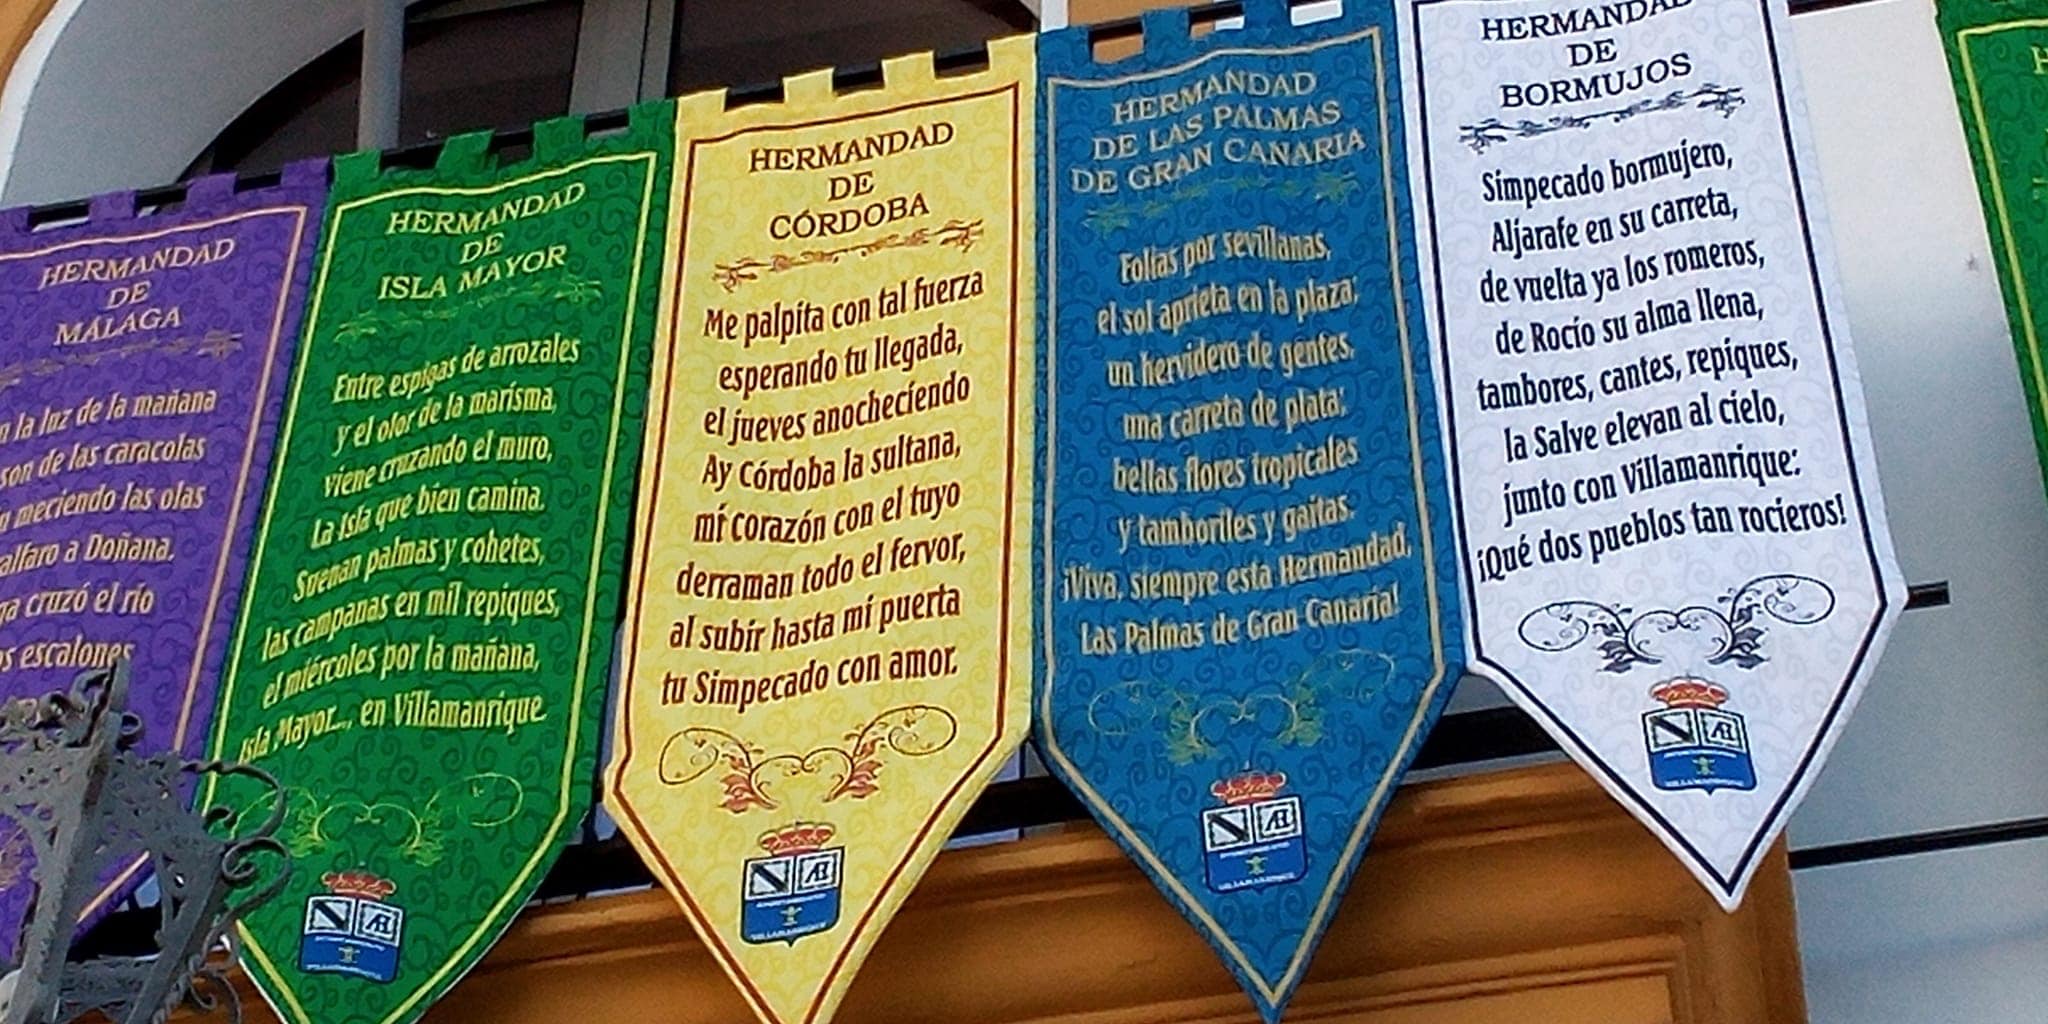 HERMANDAD
DE
MÁLAGA
la luz de la mañana
son de las caracolas
meciendo las olas
a Doñana.
cruzó el río
escalones
HERMANDAD
DE
ISLA MAYOR
Entre espigas de arrozales
y el olor de la marisma,
viene cruzando el muro,
La Isla que bien camina.
Suenan palmas y cohetes,
las campanas en mil repiques,
el miércoles por la mañana,
Isla Mayor..., en Villamanrique.
HERMANDAD
DE
CÓRDOBA
Me palpita con tal fuerza
esperando tu llegada,
el jueves anocheciendo
Ay Córdoba la sultana,
mi corazón con el tuyo
derraman todo el fervor,
al subir hasta mi puerta
tu Simpecado con amor.
HERMANDAD
DE LAS PALMAS
DE GRAN CANARIA
Folías por sevillanas,
el sol aprieta en la plaza;
un hervidero de gentes,
una carreta de plata;
bellas flores tropicales
y tamboriles y gaitas.
¡Viva, siempre esta Hermandad,
Las Palmas de Gran Canaria!
HERMANDAD
DE
BORMUJOS
Simpecado bormujero,
Aljarafe en su carreta,
de vuelta ya los romeros,
de Rocío su alma llena,
tambores, cantes, repiques,
la Salve elevan al cielo,
junto con Villamanrique:
¡Qué dos pueblos tan rocieros!